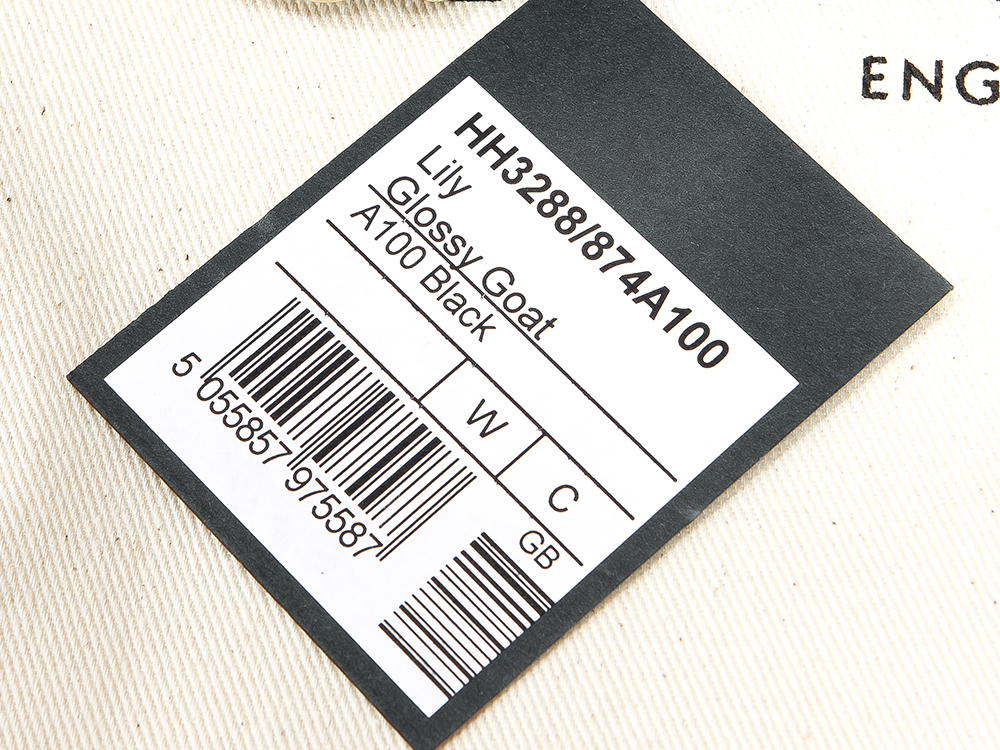 ENG
HH3288/874A100
Lily
Glossy Goat
A100 Black
W
C
GB
5 055857 975587